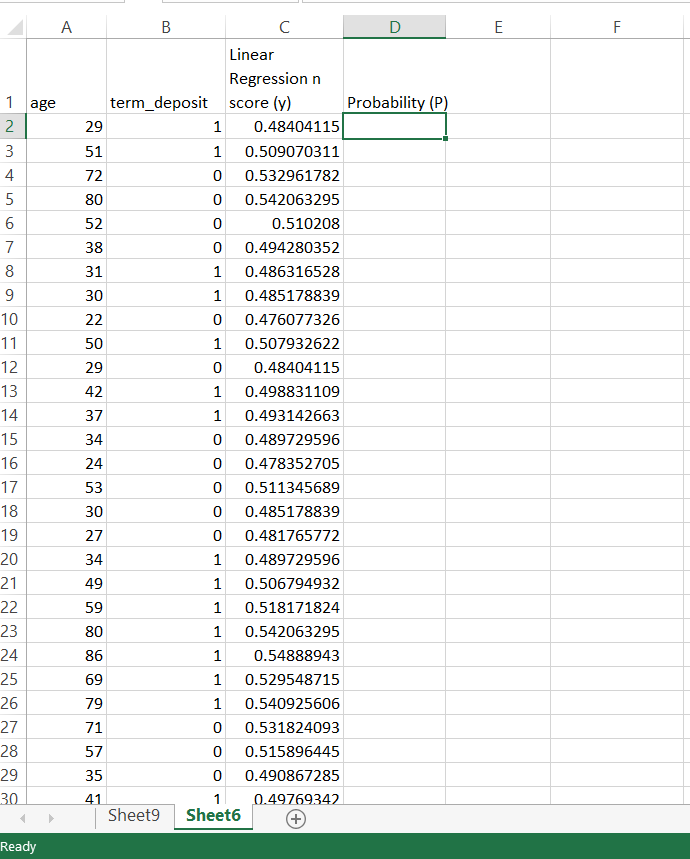 A B C D E F
Linear
Regression n
1 age term_deposit score (y) Probability (P)
2 29 1 0.48404115
3 51 1 0.509070311
4 72 0 0.532961782
5 80 0 0.542063295
6 52 0 0.510208
7 38 0 0.494280352
8 31 1 0.486316528
9 30 1 0.485178839
10 22 0 0.476077326
11 50 1 0.507932622
12 29 0 0.48404115
13 42 1 0.498831109
14 37 1 0.493142663
15 34 0 0.489729596
16 24 0 0.478352705
17 53 0 0.511345689
18 30 0 0.485178839
19 27 0 0.481765772
20 34 1 0.489729596
21 49 1 0.506794932
22 59 1 0.518171824
23 80 1 0.542063295
24 86 1 0.54888943
25 69 1 0.529548715
26 79 1 0.540925606
27 71 0 0.531824093
28 57 0 0.515896445
29 35 0 0.490867285
30 41 1 0.49769342
Sheet9 Sheet6
Ready